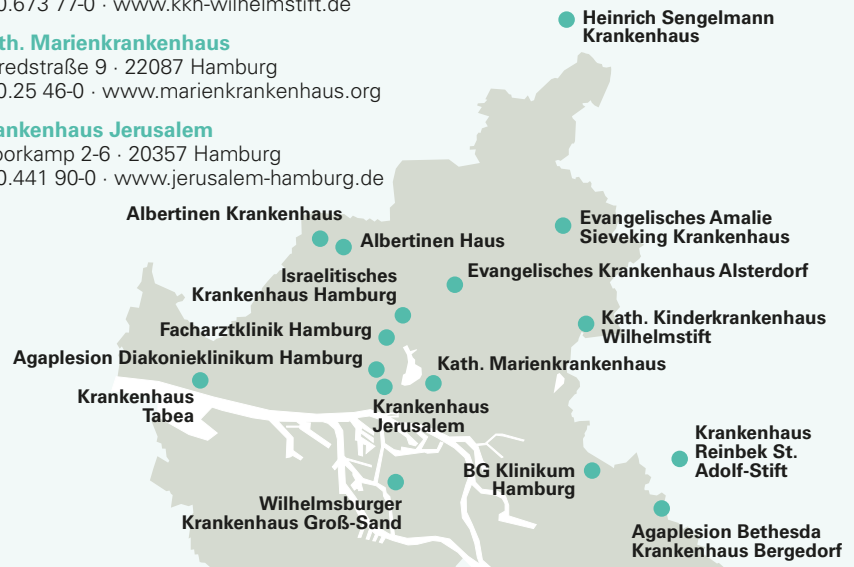 0.673 77-0 · www.kkh-wilhelmstift.de
th. Marienkrankenhaus
redstraße 9 · 22087 Hamburg
0.25 46-0 · www.marienkrankenhaus.org
ankenhaus Jerusalem
oorkamp 2-6 · 20357 Hamburg
0.441 90-0 · www.jerusalem-hamburg.de
Heinrich Sengelmann
Krankenhaus
Albertinen Krankenhaus
Albertinen Haus
Evangelisches Amalie
Sieveking Krankenhaus
Israelitisches
Krankenhaus Hamburg
Evangelisches Krankenhaus Alsterdorf
Facharztklinik Hamburg
Kath. Kinderkrankenhaus
Wilhelmstift
Agaplesion Diakonieklinikum Hamburg
Kath. Marienkrankenhaus
Krankenhaus
Tabea
Krankenhaus
Jerusalem
Krankenhaus
Reinbek St.
Adolf-Stift
BG Klinikum
Hamburg
Wilhelmsburger
Krankenhaus Groß-Sand
Agaplesion Bethesda
Krankenhaus Bergedorf